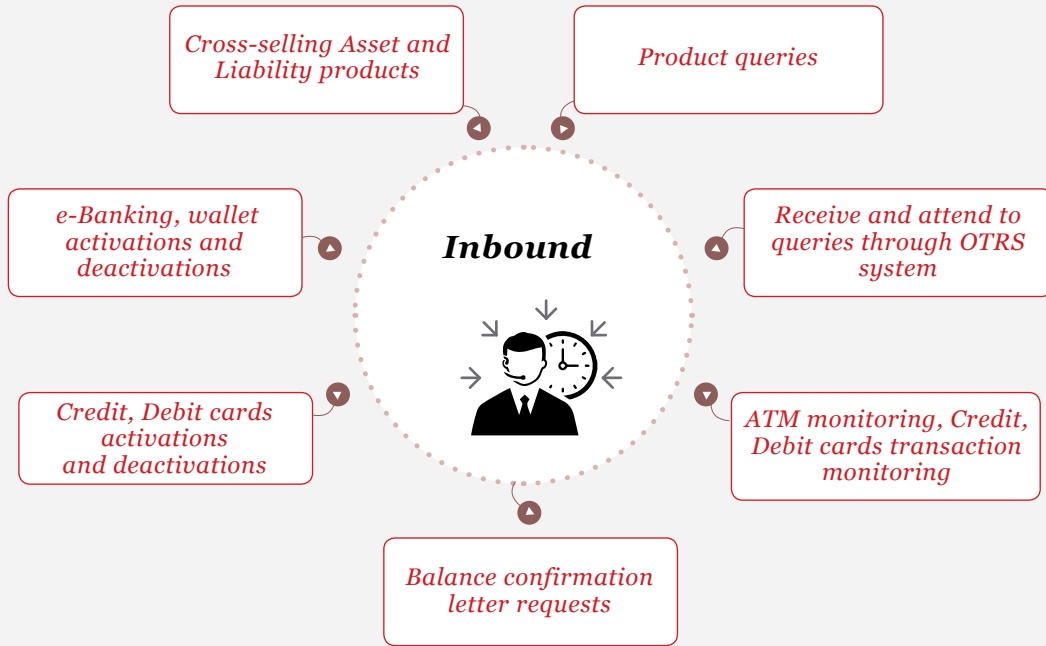 Cross-selling Asset and
Liability products
Product queries
e-Banking, wallet
activations and
deactivations
Inbound
Receive and attend to
queries through OTRS
system
Credit, Debit cards
activations
and deactivations
ATM monitoring, Credit,
Debit cards transaction
monitoring
Balance confirmation
letter requests